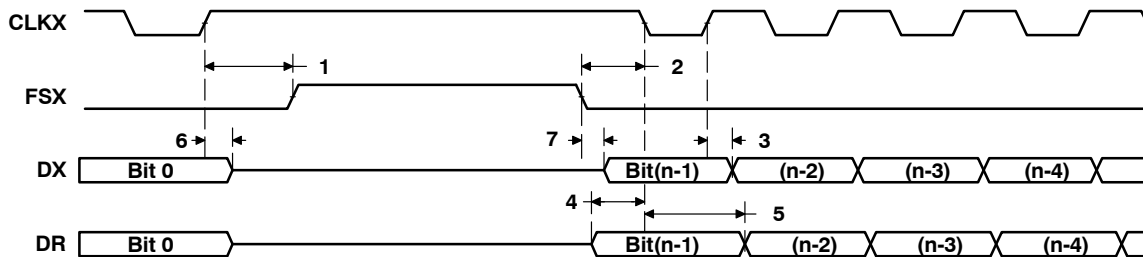 CLKX
1 2
FSX
6 7 3
DX Bit 0 Bit(n-1) (n-2) (n-3) (n-4)
4 5
DR Bit 0 Bit(n-1) (n-2) (n-3) (n-4)